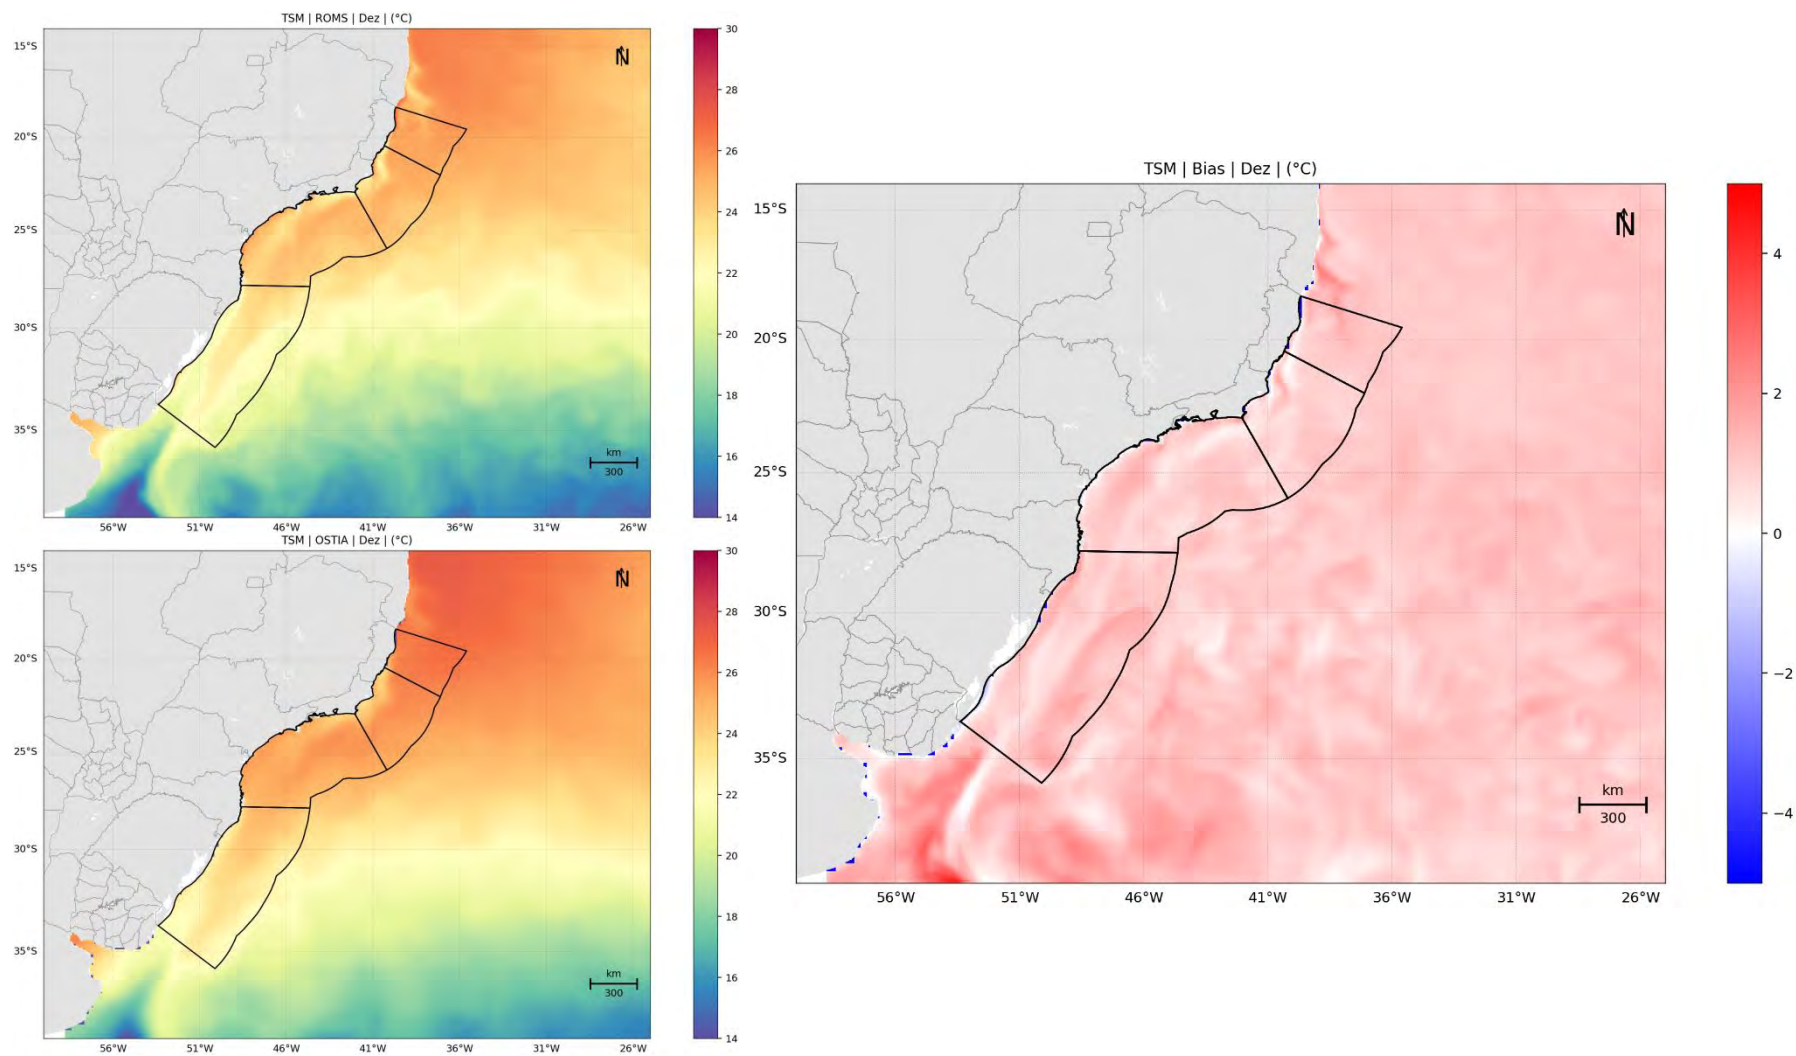 TSM | ROMS | Dez | (°C)
15°S
20°S
25°S
30°S
35°S
N
km
300
56°W 51°W 46°W 41°W 36°W 31°W 26°W
30
28
26
24
22
20
18
16
14
TSM | OSTIA | Dez | (°C)
15°S
20°S
25°S
30°S
35°S
N
km
300
56°W 51°W 46°W 41°W 36°W 31°W 26°W
30
28
26
24
22
20
18
16
14
TSM | Bias | Dez | (°C)
15°S
20°S
25°S
30°S
35°S
N
km
300
56°W 51°W 46°W 41°W 36°W 31°W 26°W
4
2
0
−2
−4